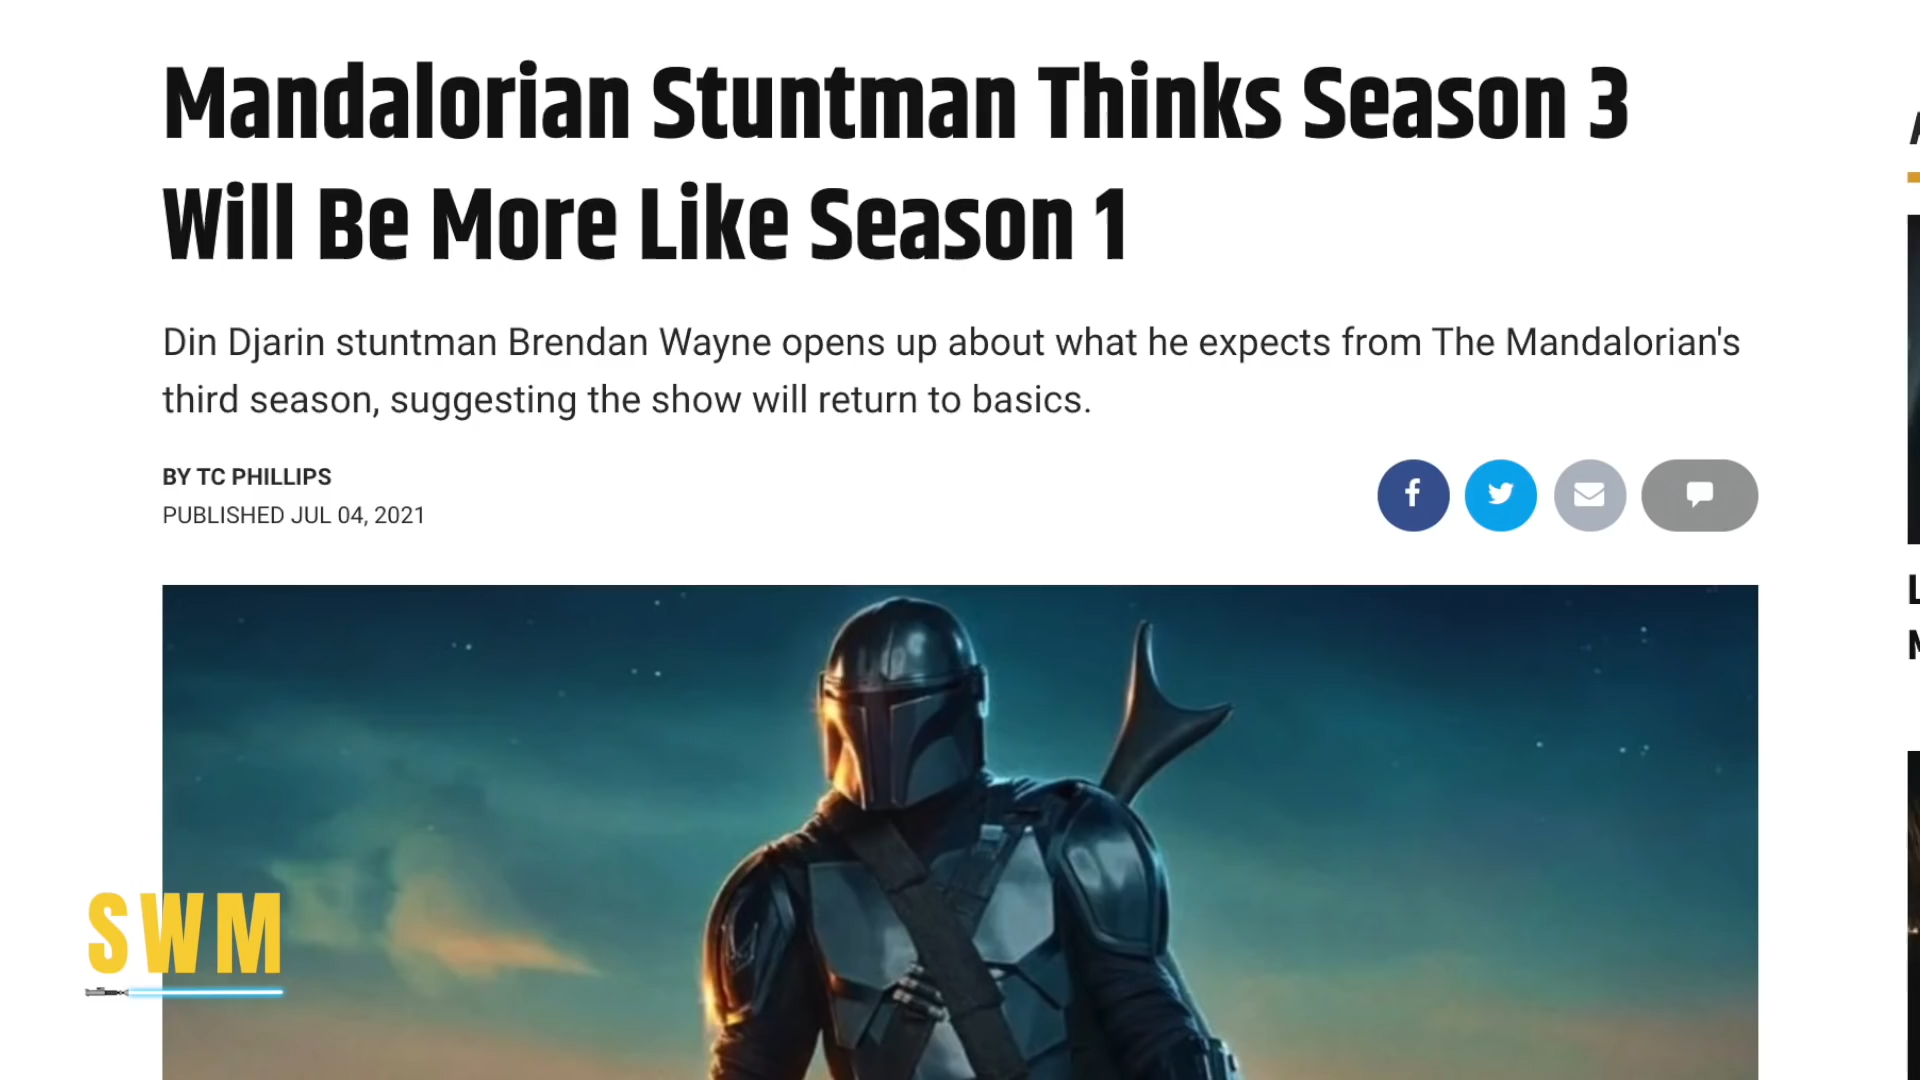 Mandalorian Stuntman Thinks Season 3
Will Be More Like Season 1
Din Djarin stuntman Brendan Wayne opens up about what he expects from The Mandalorian's
third season, suggesting the show will return to basics.
BY TC PHILLIPS
PUBLISHED JUL 04, 2021
SWM